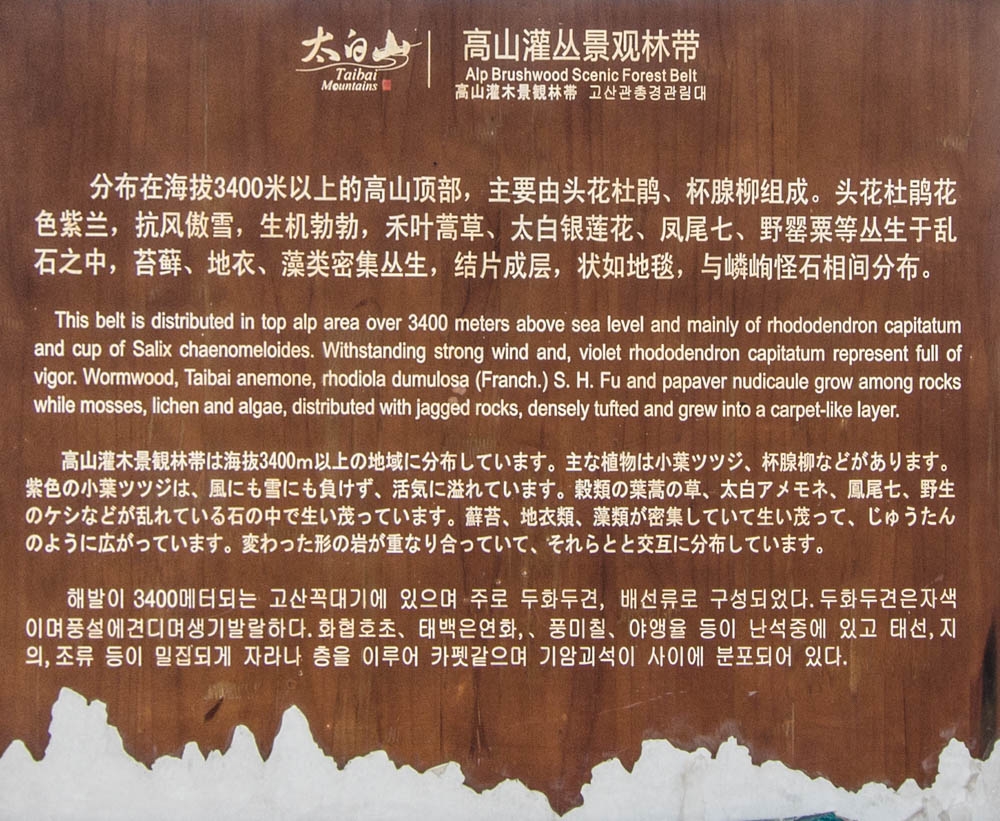 太白山
Taibai
Mountains
高山灌丛景观林带
Alp Brushwood Scenic Forest Belt
高山灌木景観林帯 고산관총경관림대
分布在海拔3400米以上的高山顶部，主要由头花杜鹃、杯腺柳组成。头花杜鹃花
色紫兰，抗风傲雪，生机勃勃，禾叶蒿草、太白银莲花、凤尾七、野罂粟等丛生于乱
石之中，苔藓、地衣、藻类密集丛生，结片成层，状如地毯，与嶙峋怪石相间分布。
This belt is distributed in top alp area over 3400 meters above sea level and mainly of rhododendron capitatum
and cup of Salix chaenomeloides. Withstanding strong wind and, violet rhododendron capitatum represent full of
vigor. Wormwood, Taibai anemone, rhodiola dumulosa (Franch.) S. H. Fu and papaver nudicaule grow among rocks
while mosses, lichen and algae, distributed with jagged rocks, densely tufted and grew into a carpet-like layer.
高山灌木景観林帯は海抜3400m以上の地域に分布しています。主な植物は小葉ツツジ、杯腺柳などがあります。
紫色の小葉ツツジは、風にも雪にも負けず、活気に溢れています。穀類の葉蒿の草、太白アメモネ、鳳尾七、野生
のケシなどが乱れている石の中で生い茂っています。蘚苔、地衣類、藻類が密集していて生い茂って、じゅうたん
のように広がっています。変わった形の岩が重なり合っていて、それらとと交互に分布しています。
해발이 3400메터되는 고산꼭대기에 있으며 주로 두화두견, 배선류로 구성되었다. 두화두견은자색
이며풍설에견디며생기발랄하다. 화협호초、태백은연화,、풍미칠、야앵율 등이 난석중에 있고 태선, 지
의, 조류 등이 밀집되게 자라나 층을 이루어 카펫같으며 기암괴석이 사이에 분포되어 있다.